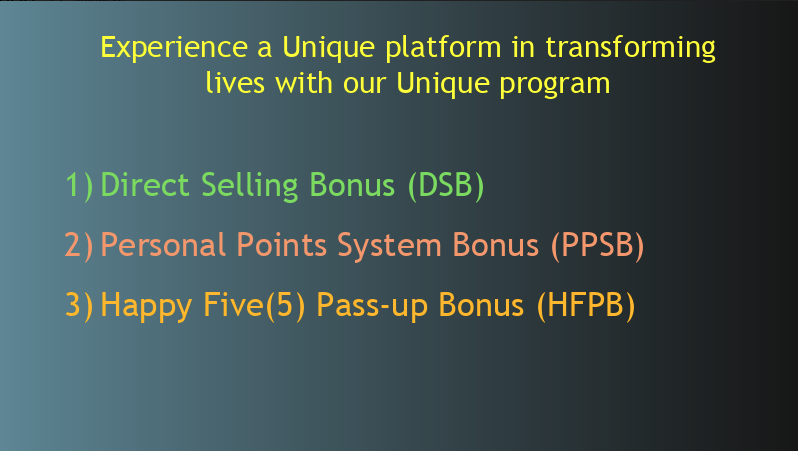 Experience a Unique platform in transforming
lives with our Unique program
1) Direct Selling Bonus (DSB)
2) Personal Points System Bonus (PPSB)
3) Happy Five(5) Pass-up Bonus (HFPB)